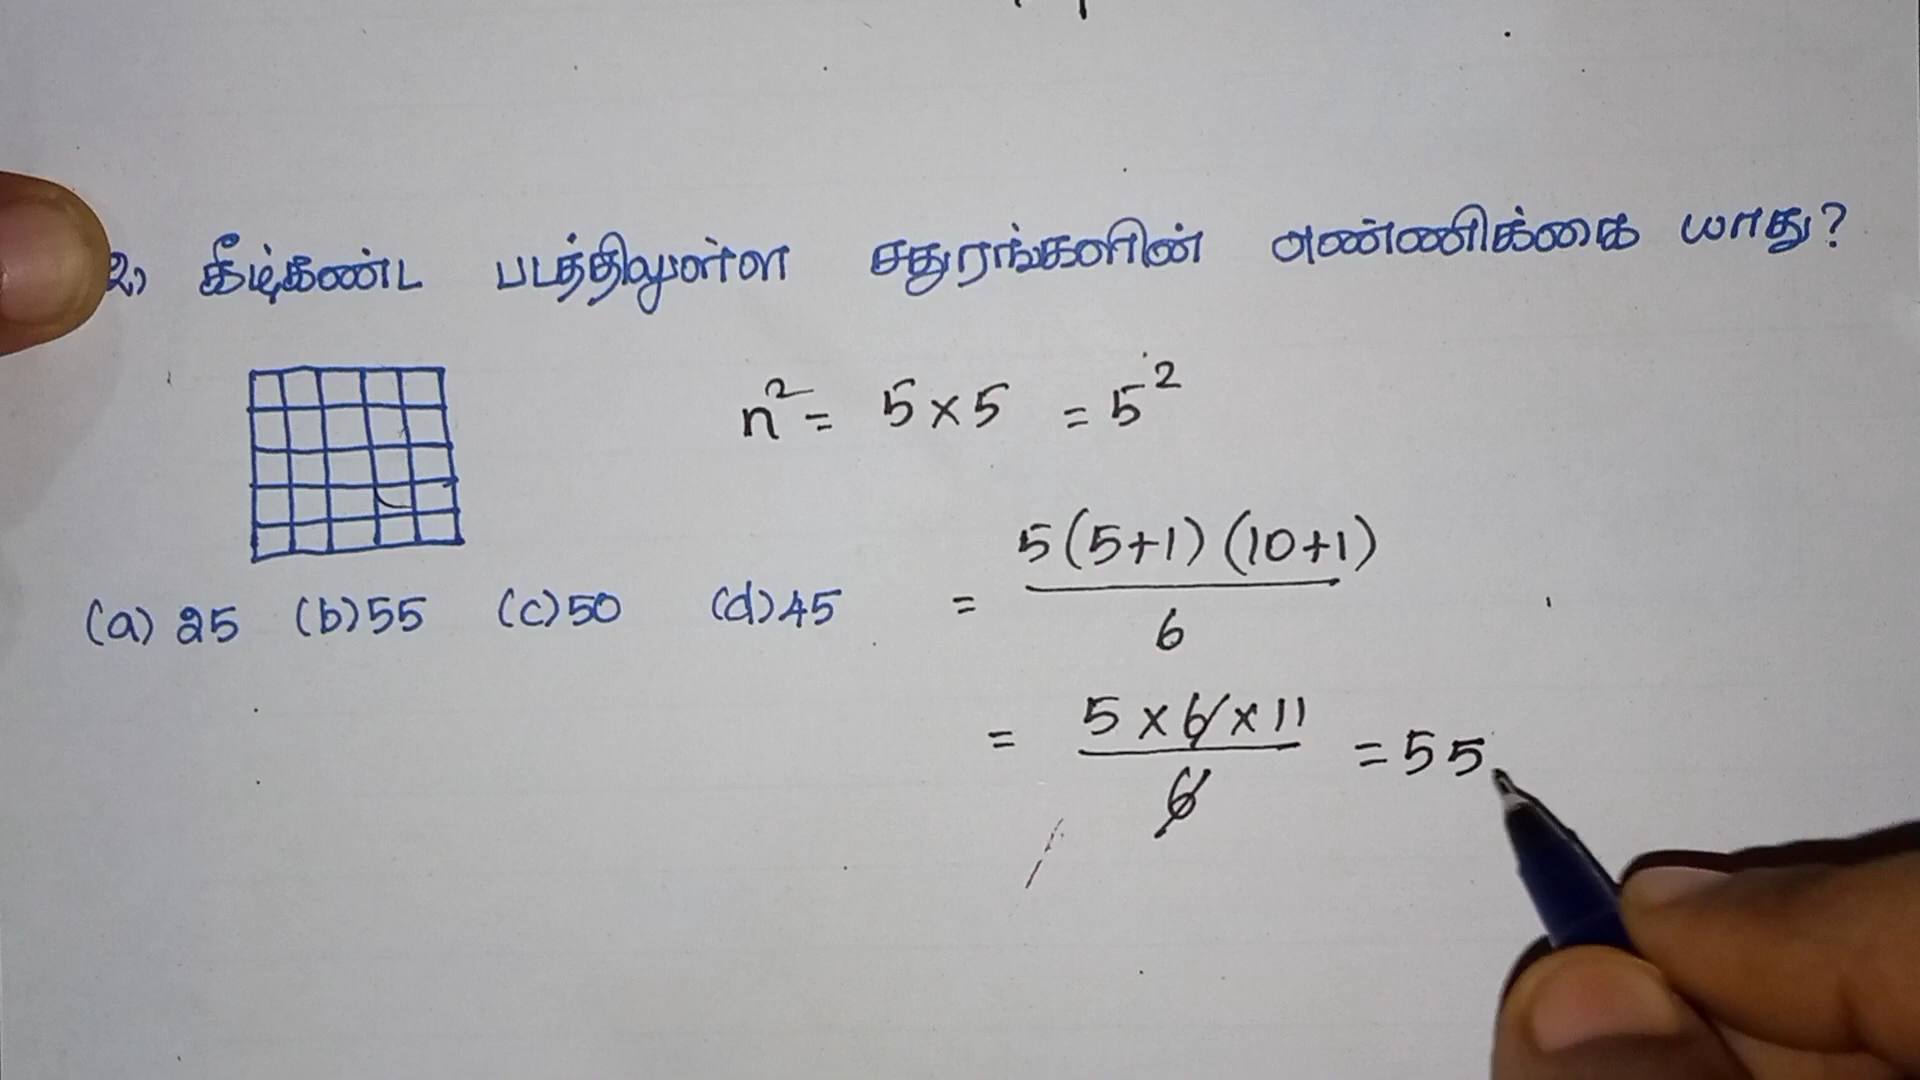 2) கீழ்கண்ட படத்திலுள்ள சதுரங்களின் எண்ணிக்கை யாது?
n² = 5 × 5 = 5²
(a) 25 (b) 55 (c) 50 (d) 45
= 5(5+1)(10+1) / 6
= 5 × 6 × 11 / 6 = 55